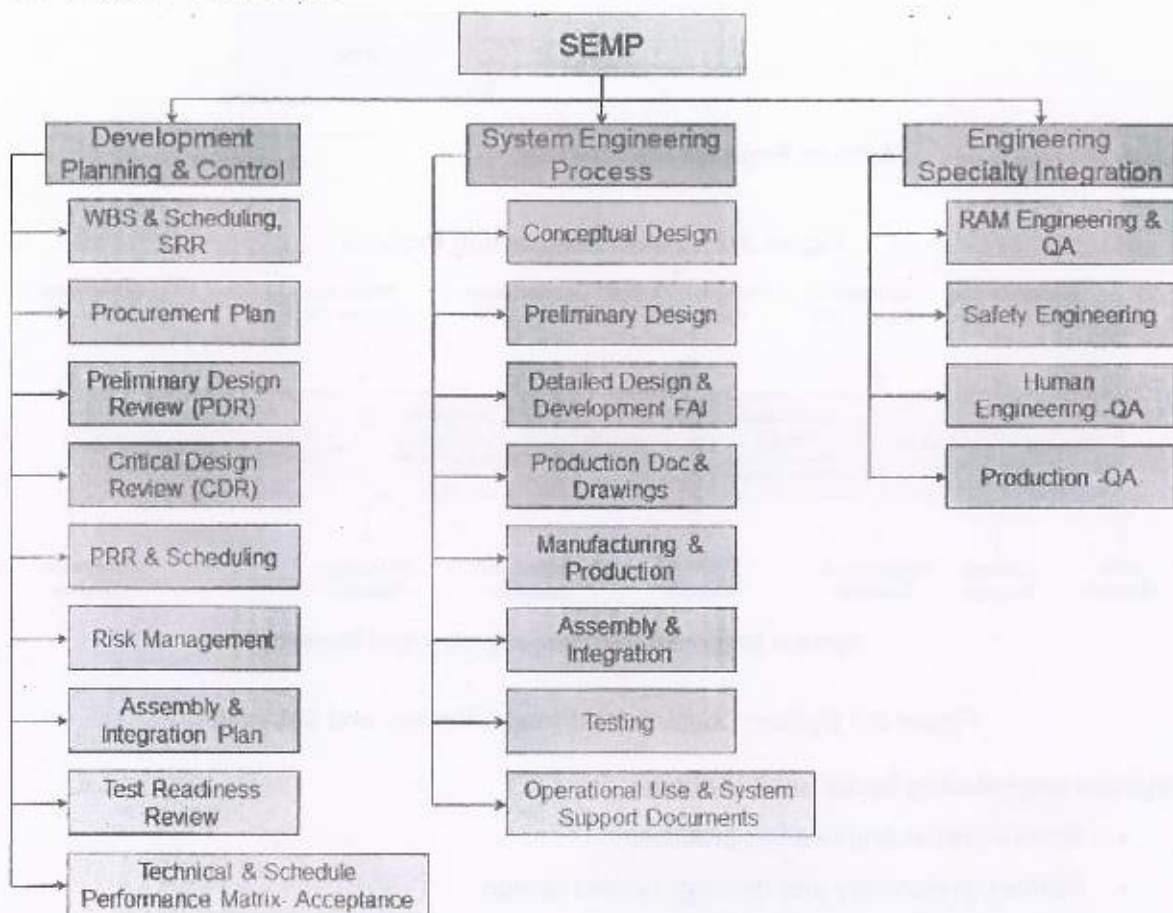 SEMP
Development
Planning & Control
WBS & Scheduling,
SRR
Procurement Plan
Preliminary Design
Review (PDR)
Critical Design
Review (CDR)
PRR & Scheduling
Risk Management
Assembly &
Integration Plan
Test Readiness
Review
Technical & Schedule
Performance Matrix- Acceptance
System Engineering
Process
Conceptual Design
Preliminary Design
Detailed Design &
Development FAI
Production Doc &
Drawings
Manufacturing &
Production
Assembly &
Integration
Testing
Operational Use & System
Support Documents
Engineering
Specialty Integration
RAM Engineering &
QA
Safety Engineering
Human
Engineering -QA
Production -QA